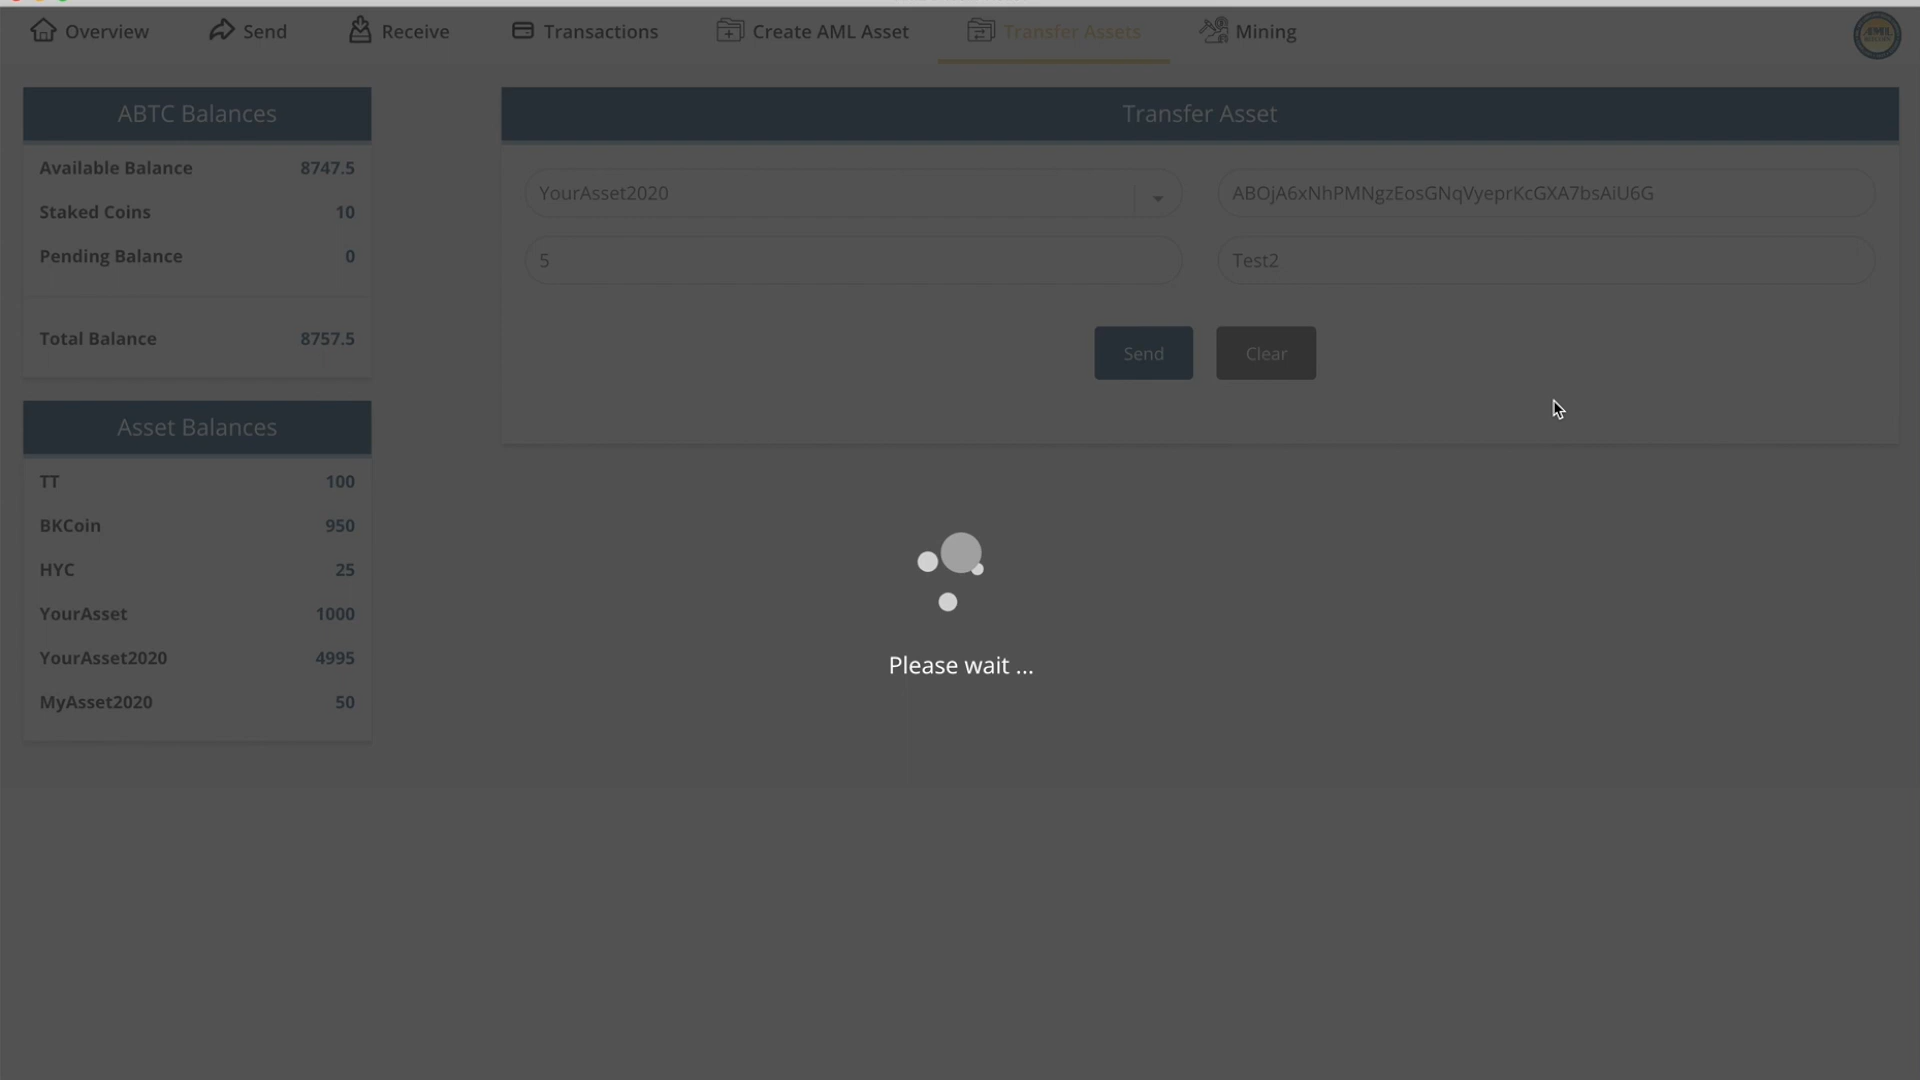 Overview Send Receive Transactions Create AML Asset Transfer Assets Mining
AML
ABTC Balances
Available Balance 8747.5
Staked Coins 10
Pending Balance 0
Total Balance 8757.5
Asset Balances
TT 100
BKCoin 950
HYC 25
YourAsset 1000
YourAsset2020 4995
MyAsset2020 50
Transfer Asset
YourAsset2020
ABOjA6xNhPMNgzEosGNqVyeprKcGXA7bsAiU6G
5
Test2
Send Clear
Please wait ...